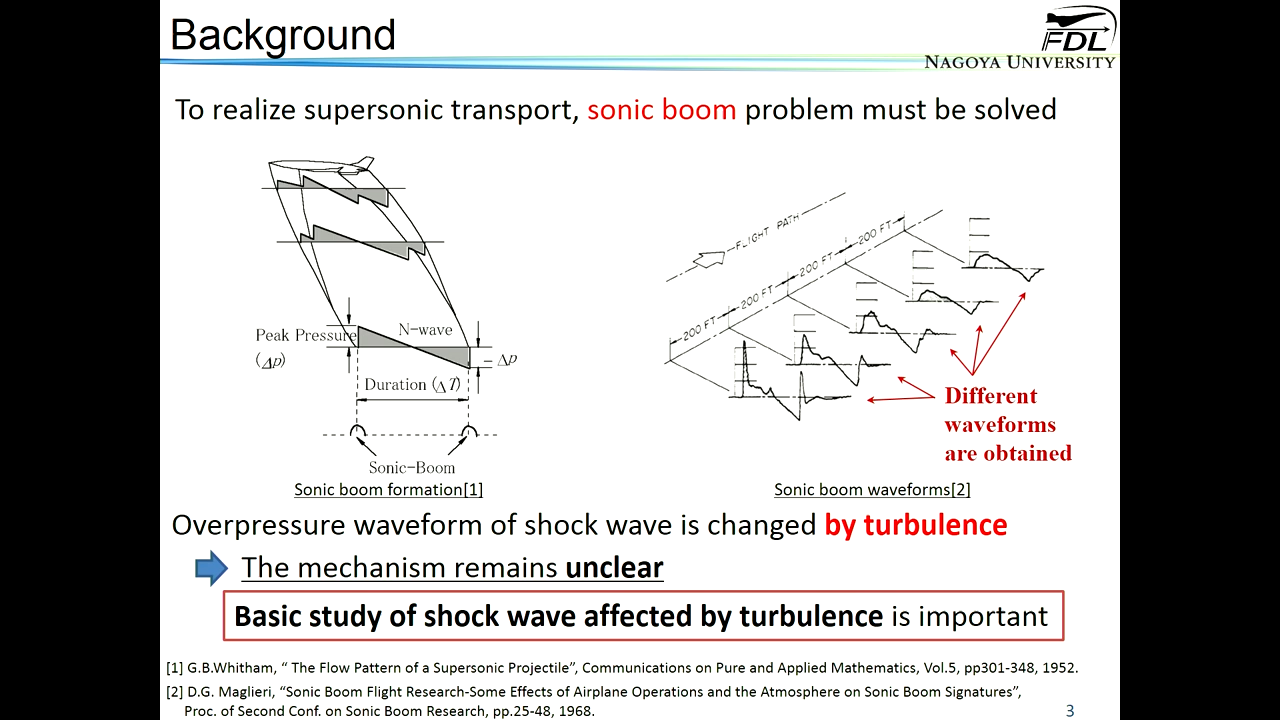 Background
FDL
NAGOYA UNIVERSITY
To realize supersonic transport, sonic boom problem must be solved
Peak Pressure
(Δp)
N-wave
Δp
Duration (ΔT)
Sonic-Boom
Sonic boom formation[1]
FLIGHT PATH
200 FT
200 FT
200 FT
200 FT
Different
waveforms
are obtained
Sonic boom waveforms[2]
Overpressure waveform of shock wave is changed by turbulence
The mechanism remains unclear
Basic study of shock wave affected by turbulence is important
[1] G.B.Whitham, “ The Flow Pattern of a Supersonic Projectile”, Communications on Pure and Applied Mathematics, Vol.5, pp301-348, 1952.
[2] D.G. Maglieri, “Sonic Boom Flight Research-Some Effects of Airplane Operations and the Atmosphere on Sonic Boom Signatures”,
Proc. of Second Conf. on Sonic Boom Research, pp.25-48, 1968.
3